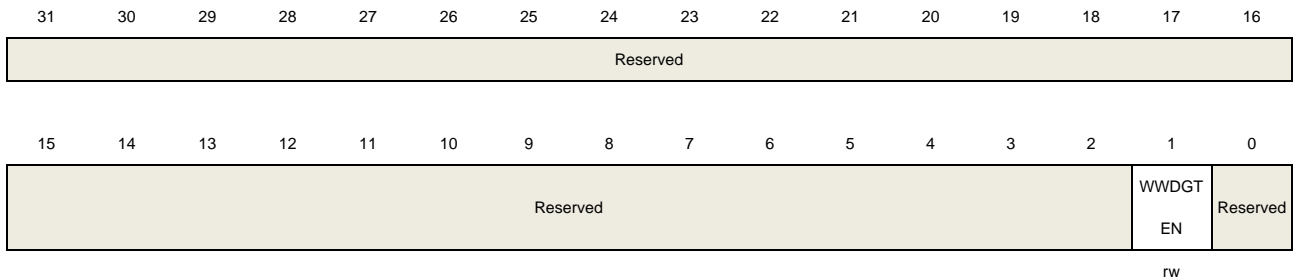 31 30 29 28 27 26 25 24 23 22 21 20 19 18 17 16
Reserved
15 14 13 12 11 10 9 8 7 6 5 4 3 2 1 0
Reserved
WWDGT
EN
Reserved
rw